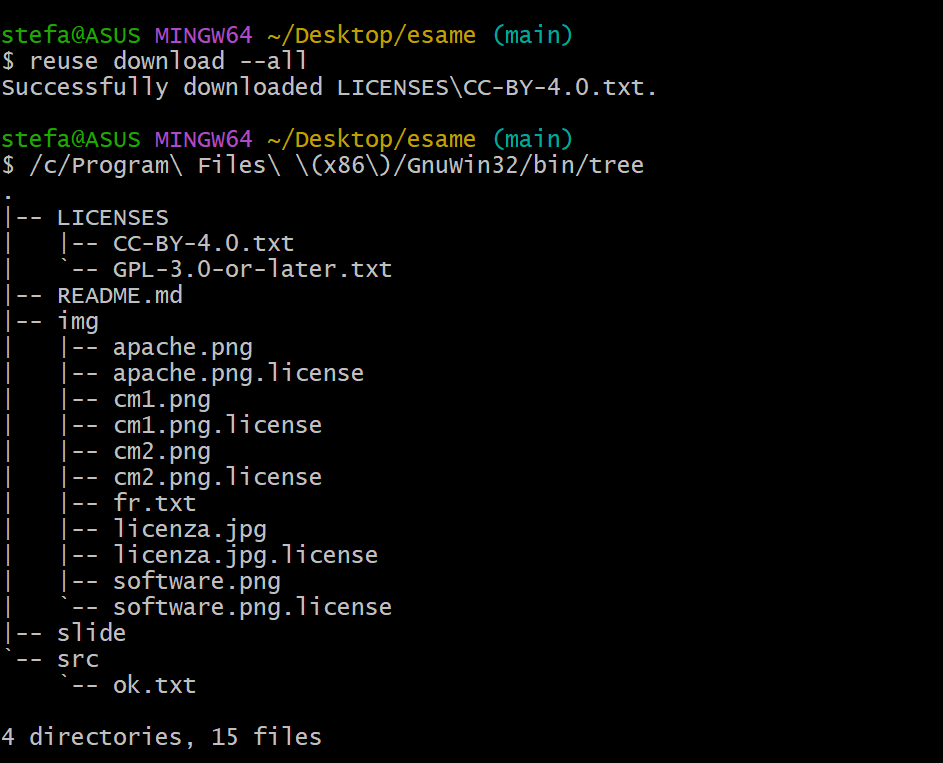 stefa@ASUS MINGW64 ~/Desktop/esame (main)
$ reuse download --all
Successfully downloaded LICENSES\CC-BY-4.0.txt.

stefa@ASUS MINGW64 ~/Desktop/esame (main)
$ /c/Program\ Files\ \(x86\)/GnuWin32/bin/tree
.
|-- LICENSES
|   |-- CC-BY-4.0.txt
|   `-- GPL-3.0-or-later.txt
|-- README.md
|-- img
|   |-- apache.png
|   |-- apache.png.license
|   |-- cm1.png
|   |-- cm1.png.license
|   |-- cm2.png
|   |-- cm2.png.license
|   |-- fr.txt
|   |-- licenza.jpg
|   |-- licenza.jpg.license
|   |-- software.png
|   `-- software.png.license
|-- slide
`-- src
    `-- ok.txt

4 directories, 15 files